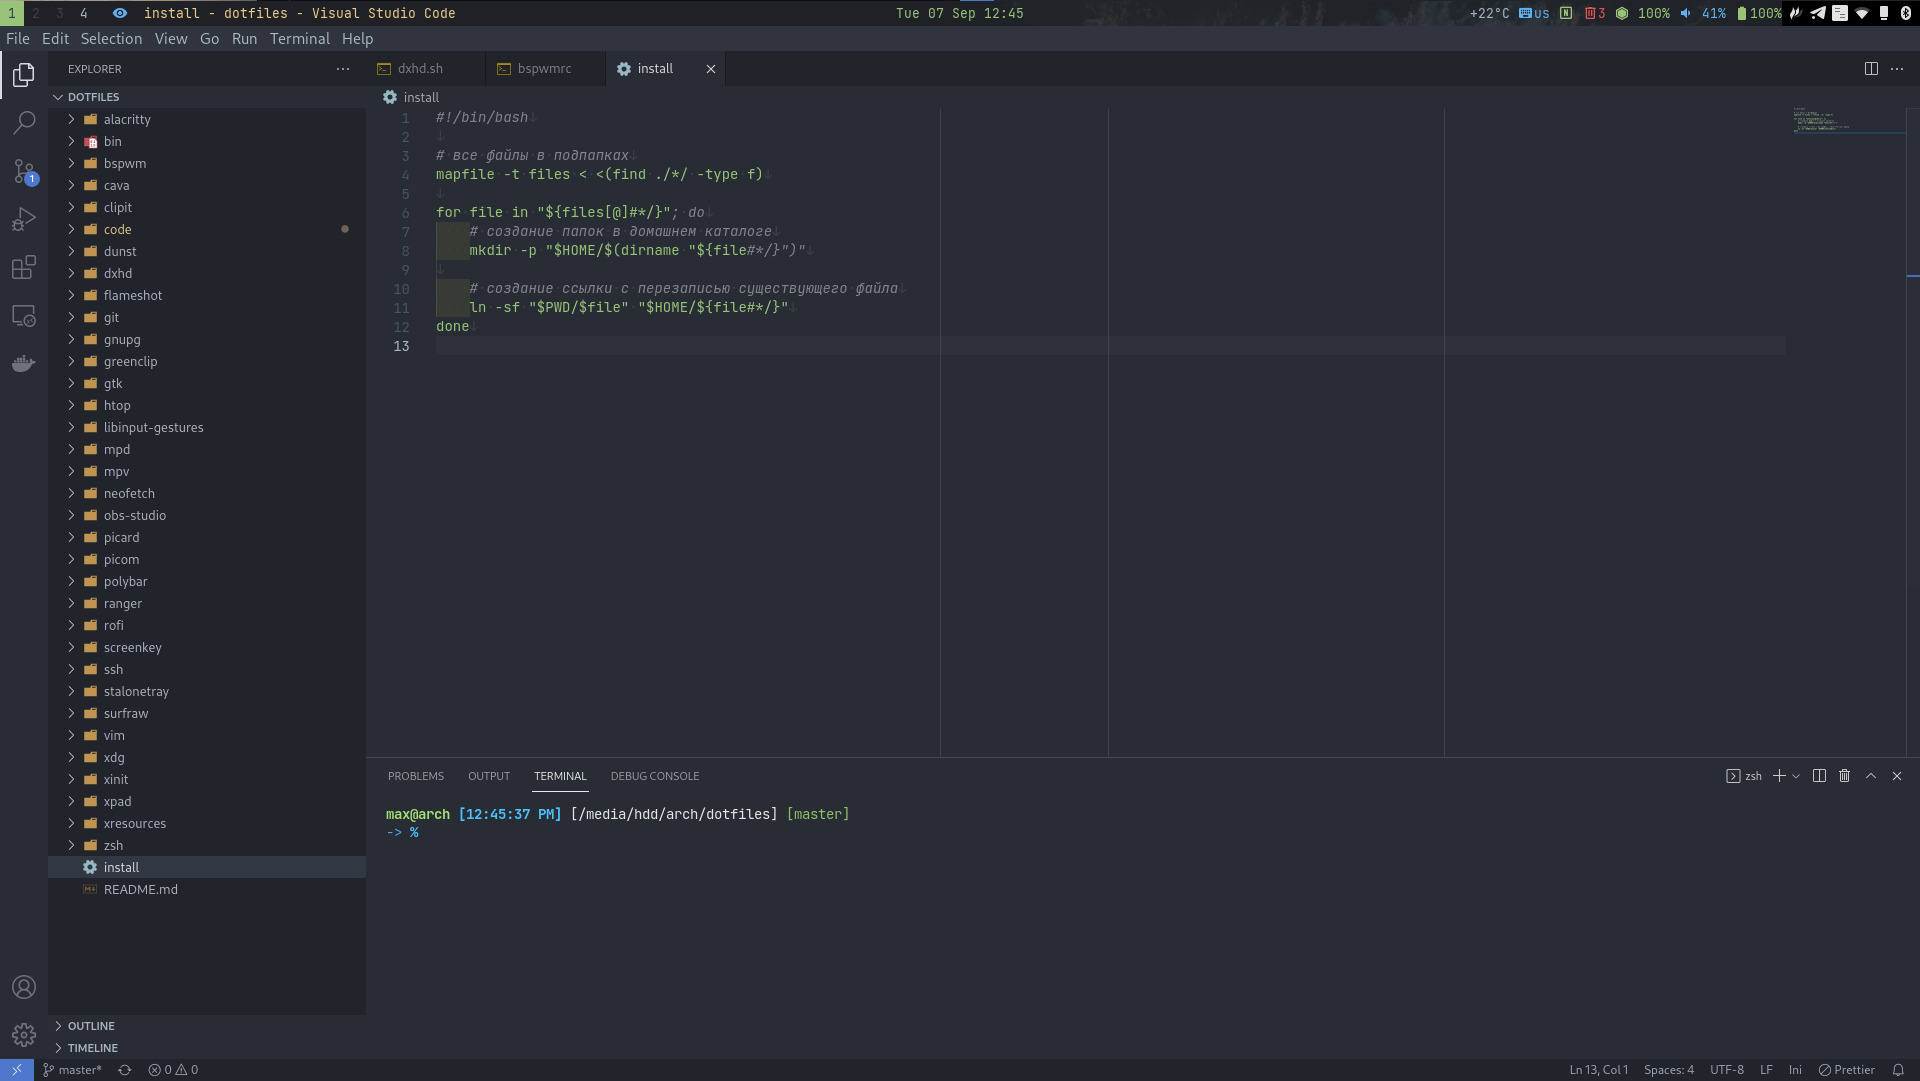 1 2 3 4 install - dotfiles - Visual Studio Code Tue 07 Sep 12:45 +22°C us N 3 100% 41% 100%
File Edit Selection View Go Run Terminal Help
EXPLORER
dxhd.sh
bspwmrc
install
DOTFILES
alacritty
bin
bspwm
cava
clipit
code
dunst
dxhd
flameshot
git
gnupg
greenclip
gtk
htop
libinput-gestures
mpd
mpv
neofetch
obs-studio
picard
picom
polybar
ranger
rofi
screenkey
ssh
stalonetray
surfraw
vim
xdg
xinit
xpad
xresources
zsh
install
README.md
OUTLINE
TIMELINE
install
1 #!/bin/bash
2
3 # все файлы в подпапках
4 mapfile -t files < <(find ./*/ -type f)
5
6 for file in "${files[@]#*/}"; do
7 # создание папок в домашнем каталоге
8 mkdir -p "$HOME/$(dirname "${file#*/}")"
9
10 # создание ссылки с перезаписью существующего файла
11 ln -sf "$PWD/$file" "$HOME/${file#*/}"
12 done
13
PROBLEMS OUTPUT TERMINAL DEBUG CONSOLE zsh
max@arch [12:45:37 PM] [/media/hdd/arch/dotfiles] [master]
-> %
master* 0 0 Ln 13, Col 1 Spaces: 4 UTF-8 LF Ini Prettier